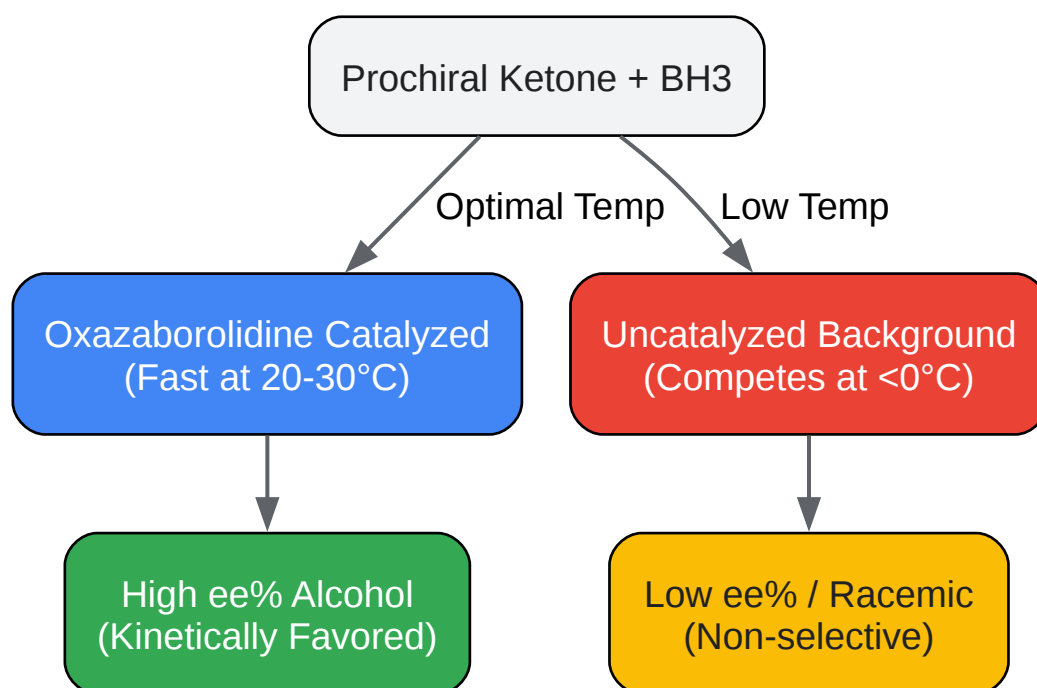 Prochiral Ketone + BH3
Optimal Temp
Low Temp
Oxazaborolidine Catalyzed
(Fast at 20-30°C)
Uncatalyzed Background
(Competes at <0°C)
High ee% Alcohol
(Kinetically Favored)
Low ee% / Racemic
(Non-selective)